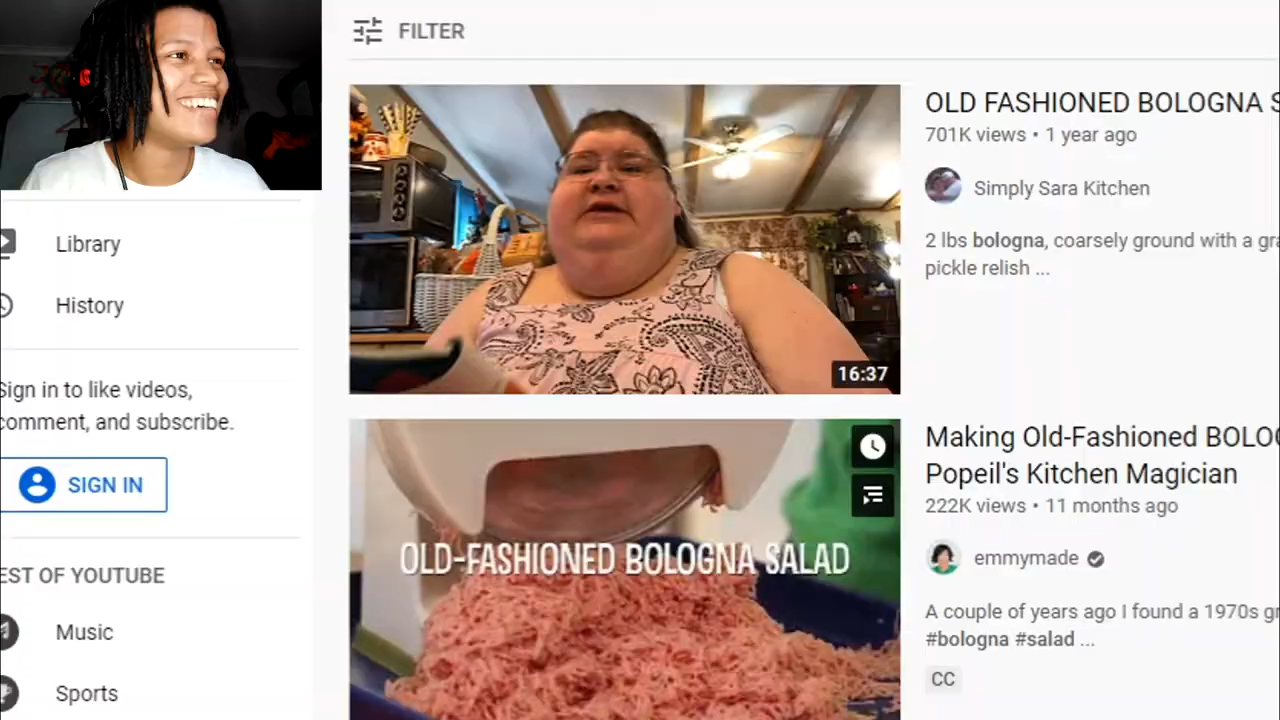 FILTER
OLD FASHIONED BOLOGNA S
701K views • 1 year ago
Simply Sara Kitchen
2 lbs bologna, coarsely ground with a gra
pickle relish ...
16:37
Library
History
Sign in to like videos,
comment, and subscribe.
SIGN IN
EST OF YOUTUBE
Music
Sports
OLD-FASHIONED BOLOGNA SALAD
Making Old-Fashioned BOLOG
Popeil's Kitchen Magician
222K views • 11 months ago
emmymade
A couple of years ago I found a 1970s gr
#bologna #salad ...
CC